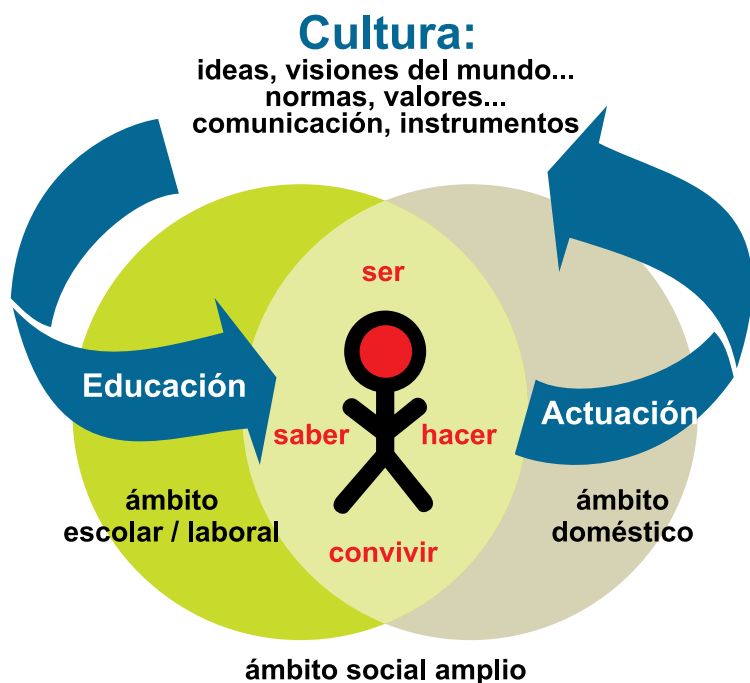 Cultura:
ideas, visiones del mundo...
normas, valores...
comunicación, instrumentos
ser
Educación
Actuación
saber
hacer
ámbito
escolar / laboral
ámbito
doméstico
convivir
ámbito social amplio